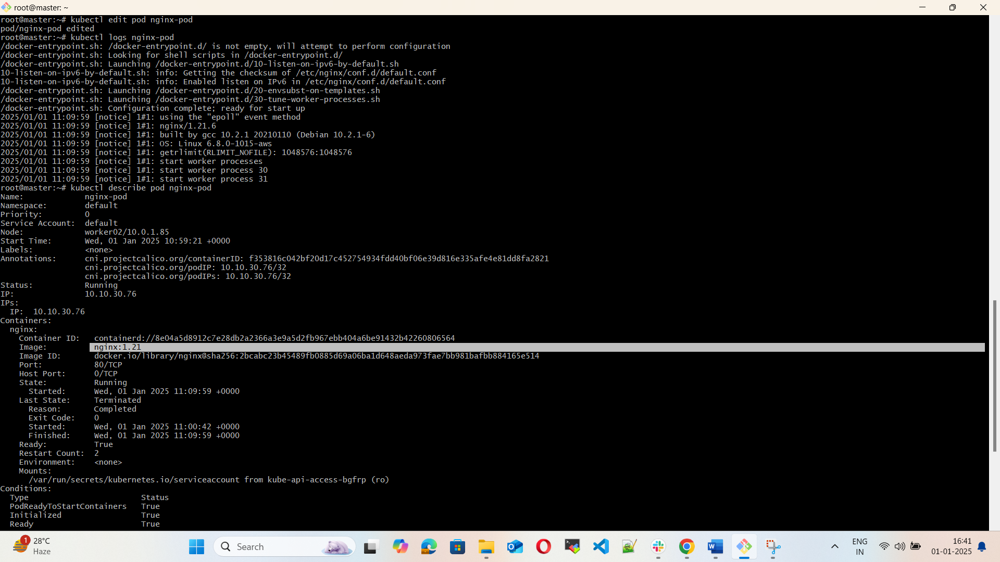 root@master: ~
root@master:~# kubectl edit pod nginx-pod
pod/nginx-pod edited
root@master:~# kubectl logs nginx-pod
/docker-entrypoint.sh: /docker-entrypoint.d/ is not empty, will attempt to perform configuration
/docker-entrypoint.sh: Looking for shell scripts in /docker-entrypoint.d/
/docker-entrypoint.sh: Launching /docker-entrypoint.d/10-listen-on-ipv6-by-default.sh
10-listen-on-ipv6-by-default.sh: info: Getting the checksum of /etc/nginx/conf.d/default.conf
10-listen-on-ipv6-by-default.sh: info: Enabled listen on IPv6 in /etc/nginx/conf.d/default.conf
/docker-entrypoint.sh: Launching /docker-entrypoint.d/20-envsubst-on-templates.sh
/docker-entrypoint.sh: Launching /docker-entrypoint.d/30-tune-worker-processes.sh
/docker-entrypoint.sh: Configuration complete; ready for start up
2025/01/01 11:09:59 [notice] 1#1: using the "epoll" event method
2025/01/01 11:09:59 [notice] 1#1: nginx/1.21.6
2025/01/01 11:09:59 [notice] 1#1: built by gcc 10.2.1 20210110 (Debian 10.2.1-6)
2025/01/01 11:09:59 [notice] 1#1: OS: Linux 6.8.0-1015-aws
2025/01/01 11:09:59 [notice] 1#1: getrlimit(RLIMIT_NOFILE): 1048576:1048576
2025/01/01 11:09:59 [notice] 1#1: start worker processes
2025/01/01 11:09:59 [notice] 1#1: start worker process 30
2025/01/01 11:09:59 [notice] 1#1: start worker process 31
root@master:~# kubectl describe pod nginx-pod
Name: nginx-pod
Namespace: default
Priority: 0
Service Account: default
Node: worker02/10.0.1.85
Start Time: Wed, 01 Jan 2025 10:59:21 +0000
Labels: <none>
Annotations: cni.projectcalico.org/containerID: f353816c042bf20d17c452754934fdd40bf06e39d816e335afe4e81dd8fa2821
cni.projectcalico.org/podIP: 10.10.30.76/32
cni.projectcalico.org/podIPs: 10.10.30.76/32
Status: Running
IP: 10.10.30.76
IPs:
IP: 10.10.30.76
Containers:
nginx:
Container ID: containerd://8e04a5d8912c7e28db2a2366a3e9a5d2fb967ebb404a6be91432b42260806564
Image: nginx:1.21
Image ID: docker.io/library/nginx@sha256:2bcabc23b45489fb0885d69a06ba1d648aeda973fae7bb981bafbb884165e514
Port: 80/TCP
Host Port: 0/TCP
State: Running
Started: Wed, 01 Jan 2025 11:09:59 +0000
Last State: Terminated
Reason: Completed
Exit Code: 0
Started: Wed, 01 Jan 2025 11:00:42 +0000
Finished: Wed, 01 Jan 2025 11:09:59 +0000
Ready: True
Restart Count: 2
Environment: <none>
Mounts:
/var/run/secrets/kubernetes.io/serviceaccount from kube-api-access-bgfrp (ro)
Conditions:
Type Status
PodReadyToStartContainers True
Initialized True
Ready True
1 28°C
Haze
Search
ENG
IN
16:41
01-01-2025